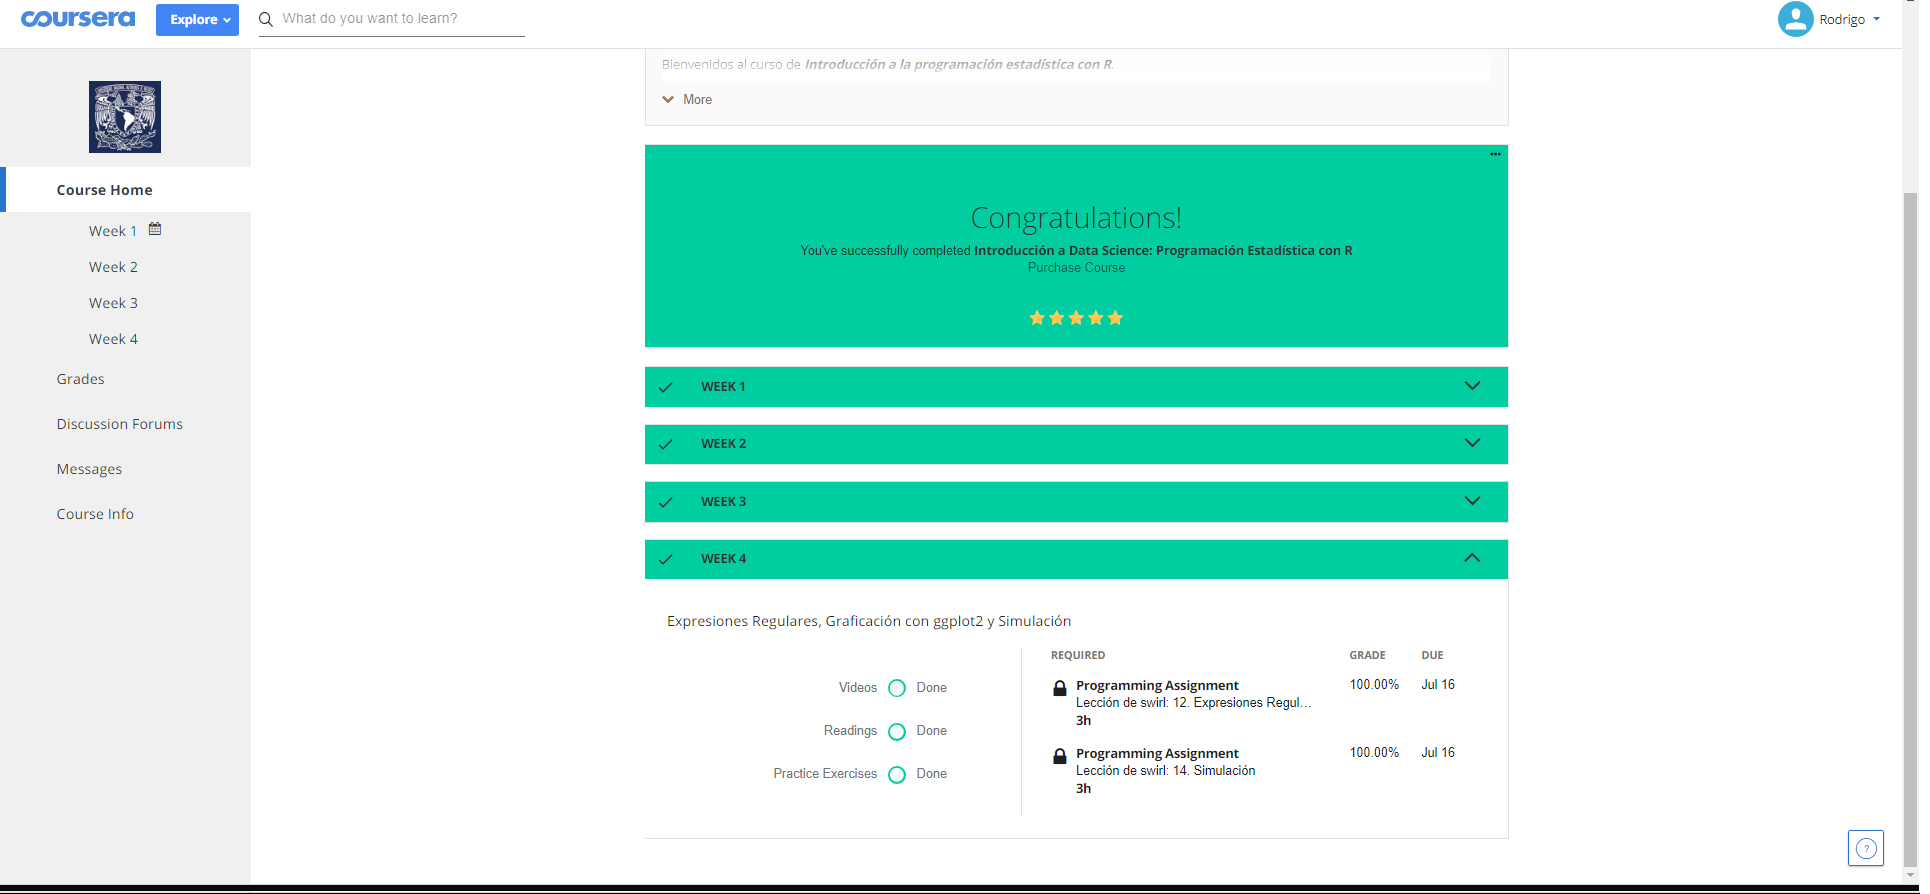 coursera
Explore
What do you want to learn?
Rodrigo
Bienvenidos al curso de Introducción a la programación estadística con R.
More
Course Home
Week 1
Week 2
Week 3
Week 4
Grades
Discussion Forums
Messages
Course Info
Congratulations!
You've successfully completed Introducción a Data Science: Programación Estadística con R
Purchase Course
WEEK 1
WEEK 2
WEEK 3
WEEK 4
Expresiones Regulares, Graficación con ggplot2 y Simulación
Videos Done
Readings Done
Practice Exercises Done
REQUIRED GRADE DUE
Programming Assignment 100.00% Jul 16
Lección de swirl: 12. Expresiones Regul...
3h
Programming Assignment 100.00% Jul 16
Lección de swirl: 14. Simulación
3h
?